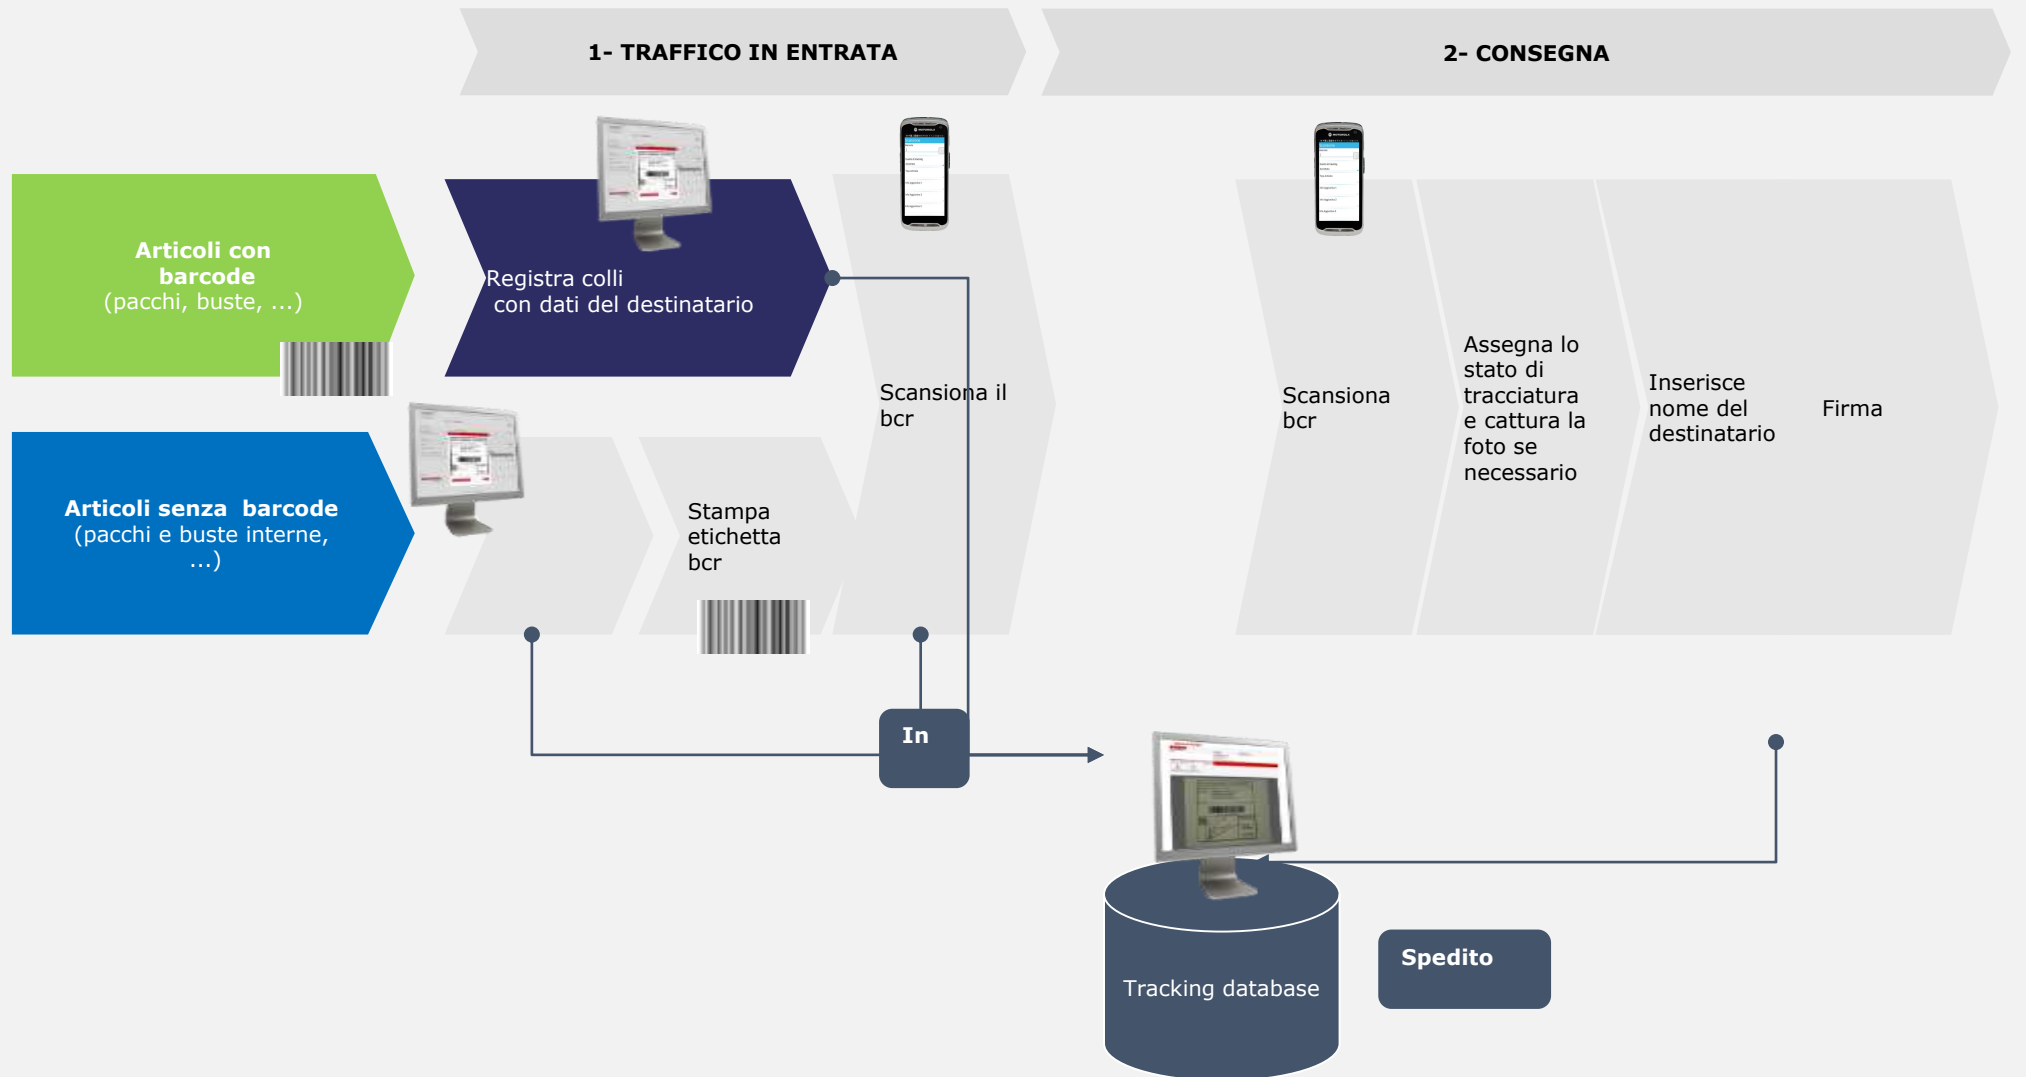 1- TRAFFICO IN ENTRATA
2- CONSEGNA
Articoli con
barcode
(pacchi, buste, ...)
Registra colli
con dati del destinatario
Articoli senza  barcode
(pacchi e buste interne,
...)
Stampa
etichetta
bcr
Scansiona il
bcr
Scansiona
bcr
Assegna lo
stato di
tracciatura
e cattura la
foto se
necessario
Inserisce
nome del
destinatario
Firma
In
Tracking database
Spedito